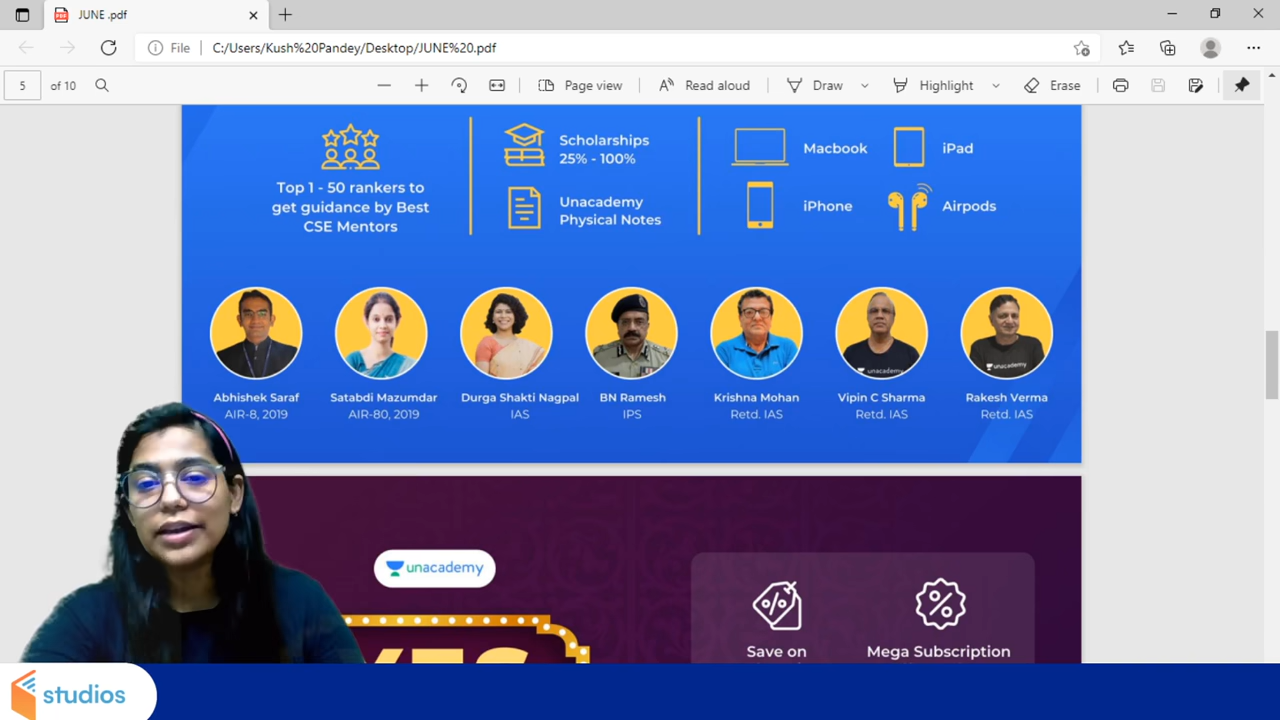 JUNE .pdf
File
C:/Users/Kush%20Pandey/Desktop/JUNE%20.pdf
5 of 10
Page view
Read aloud
Draw
Highlight
Erase
Top 1 - 50 rankers to
get guidance by Best
CSE Mentors
Scholarships
25% - 100%
Unacademy
Physical Notes
Macbook
iPad
iPhone
Airpods
unacademy
unacademy
Abhishek Saraf
AIR-8, 2019
Satabdi Mazumdar
AIR-80, 2019
Durga Shakti Nagpal
IAS
BN Ramesh
IPS
Krishna Mohan
Retd. IAS
Vipin C Sharma
Retd. IAS
Rakesh Verma
Retd. IAS
unacademy
Save on
Mega Subscription
studios